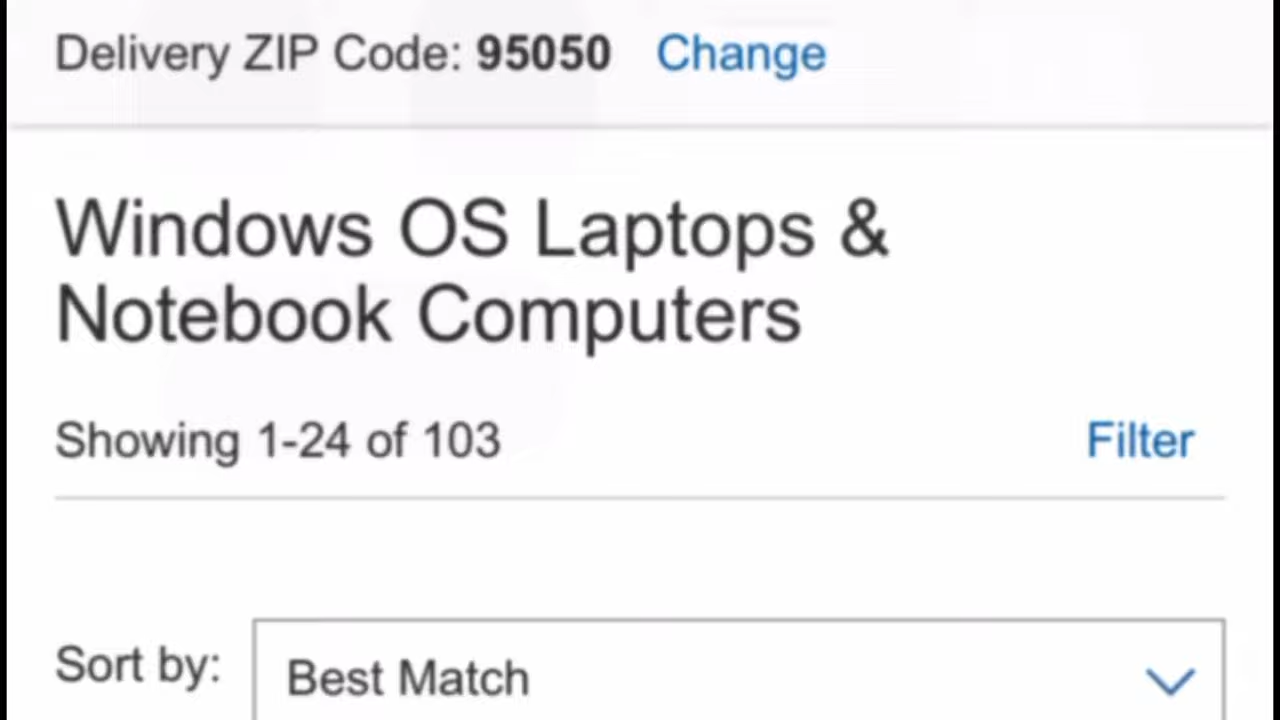 Delivery ZIP Code: 95050 Change
Windows OS Laptops &
Notebook Computers
Showing 1-24 of 103 Filter
Sort by: Best Match